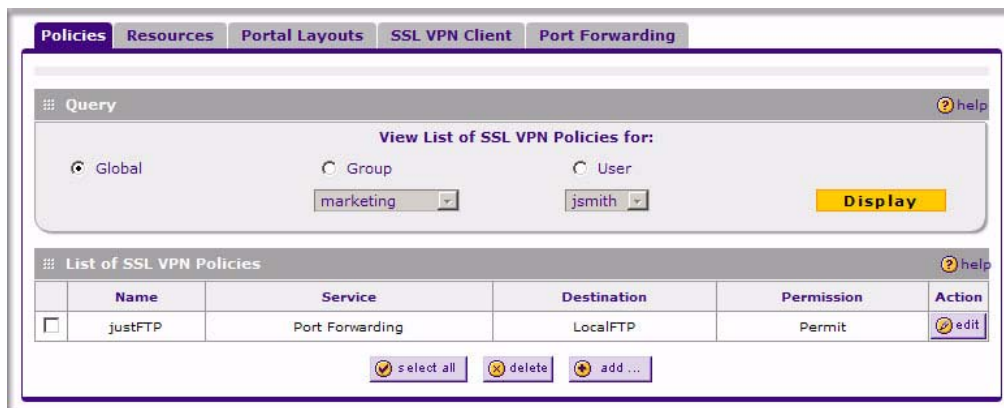 Policies Resources Portal Layouts SSL VPN Client Port Forwarding
Query help
View List of SSL VPN Policies for:
Global Group User
marketing jsmith Display
List of SSL VPN Policies help
Name Service Destination Permission Action
justFTP Port Forwarding LocalFTP Permit edit
select all delete add ...